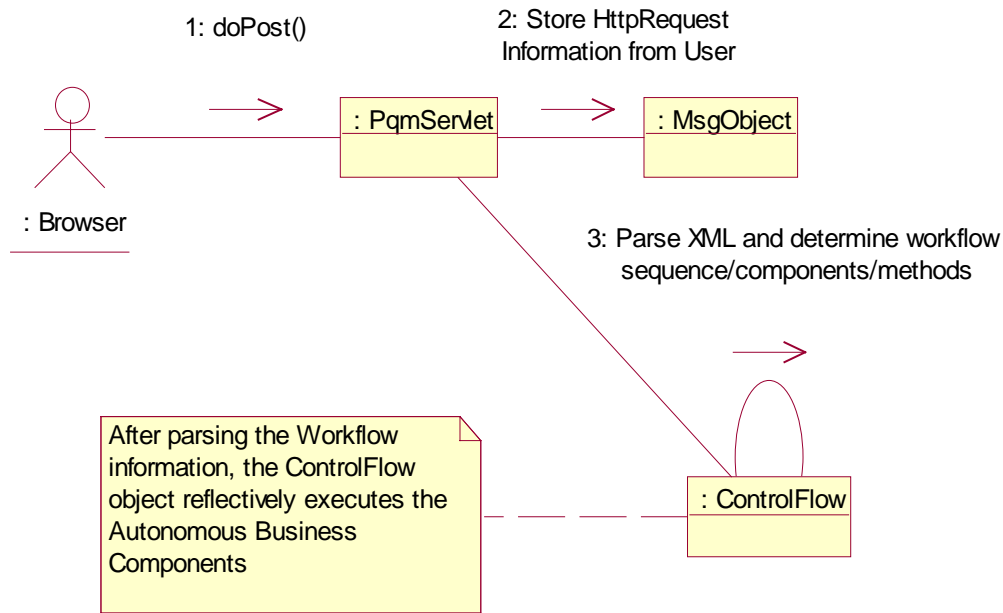 1: doPost()
2: Store HttpRequest
Information from User
: PqmServlet
: MsgObject
: Browser
3: Parse XML and determine workflow
sequence/components/methods
After parsing the Workflow
information, the ControlFlow
object reflectively executes the
Autonomous Business
Components
: ControlFlow